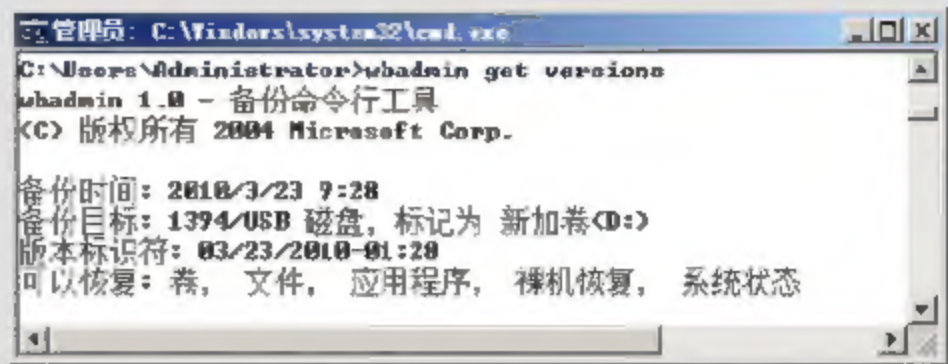 管理员: C:\Windows\system32\cmd.exe
C:\Users\Administrator>wbadmin get versions
wbadmin 1.0 - 备份命令行工具
(C) 版权所有 2004 Microsoft Corp.
备份时间: 2010/3/23 9:28
备份目标: 1394/USB 磁盘, 标记为 新加卷(D:)
版本标识符: 03/23/2010-01:28
可以恢复: 卷, 文件, 应用程序, 裸机恢复, 系统状态